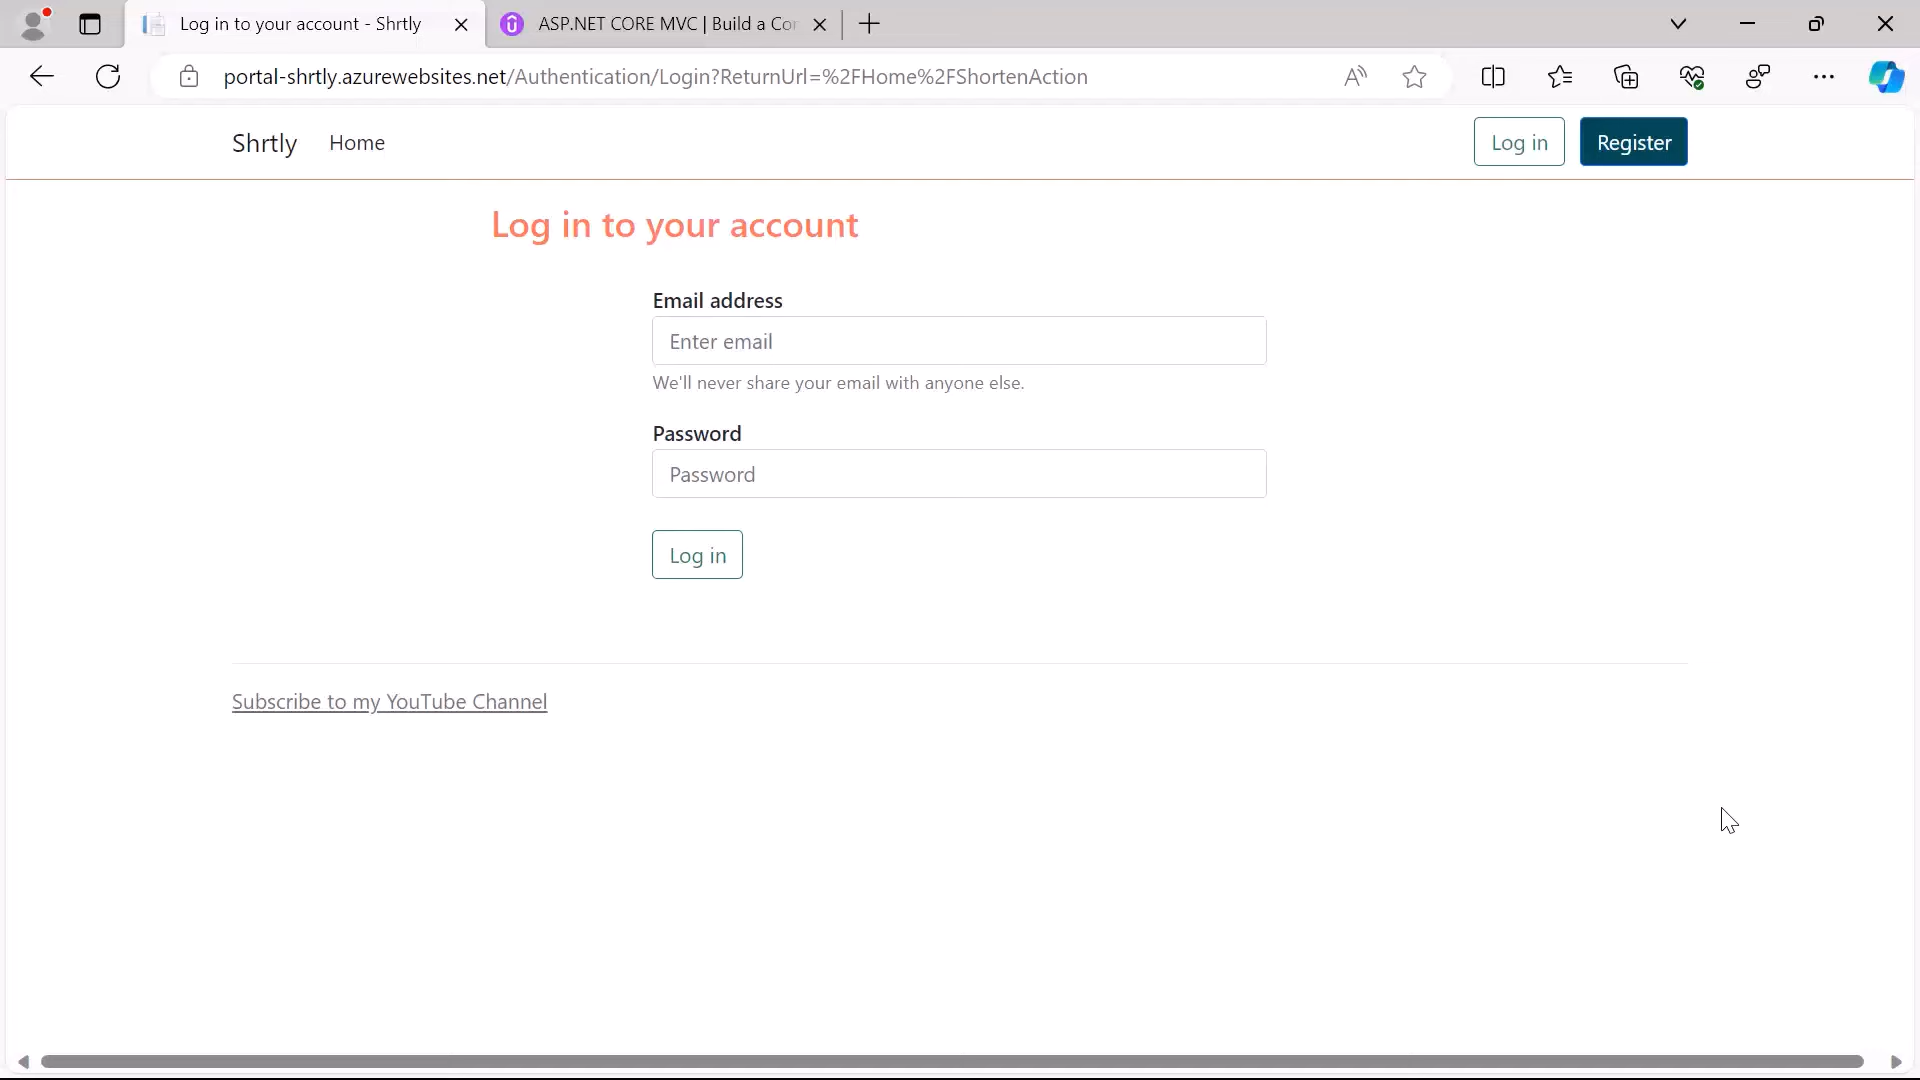 Log in to your account - Shrtly
ASP.NET CORE MVC | Build a Co
portal-shrtly.azurewebsites.net/Authentication/Login?ReturnUrl=%2FHome%2FShortenAction
Shrtly Home Log in Register
Log in to your account
Email address
Enter email
We'll never share your email with anyone else.
Password
Password
Log in
Subscribe to my YouTube Channel